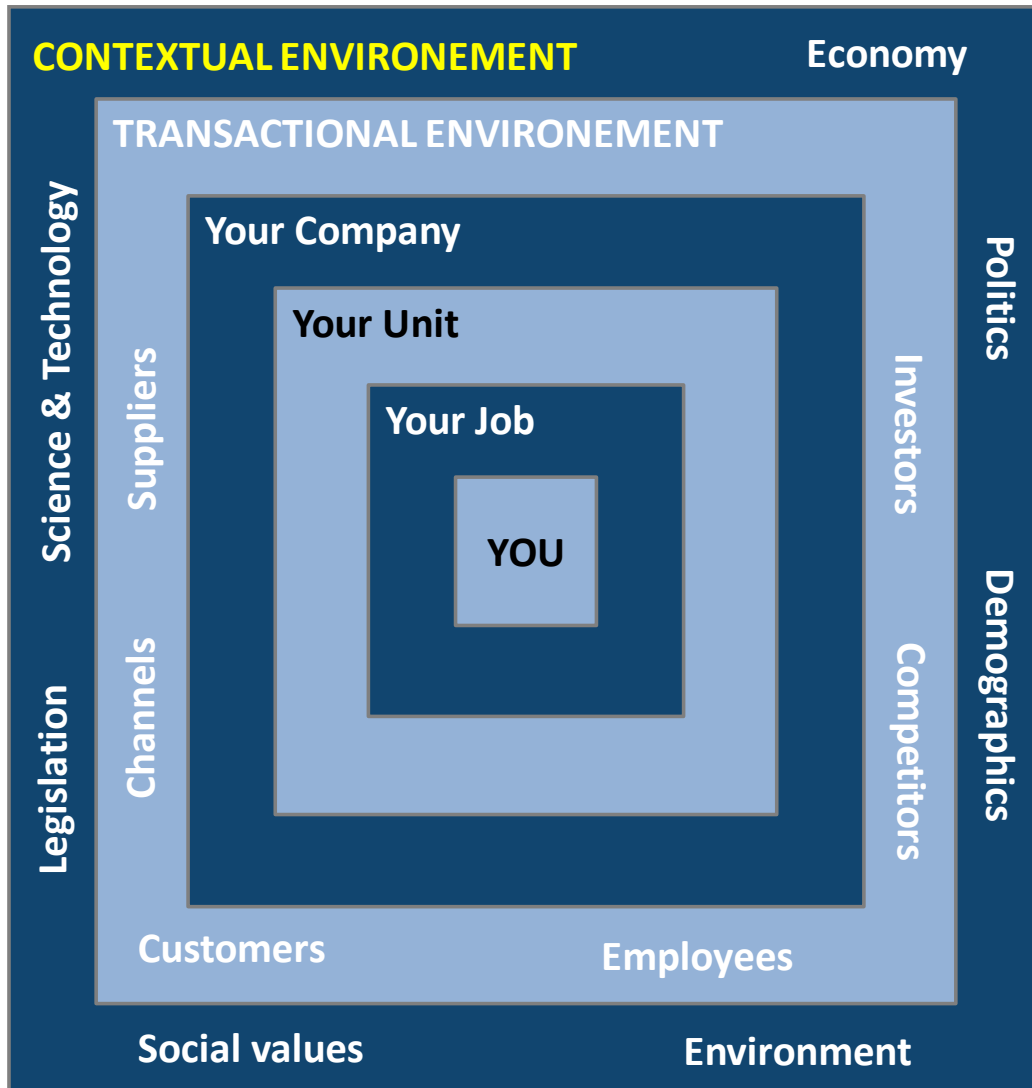 CONTEXTUAL ENVIRONEMENT
Economy
TRANSACTIONAL ENVIRONEMENT
Science & Technology
Legislation
Suppliers
Channels
Your Company
Your Unit
Your Job
YOU
Investors
Competitors
Politics
Demographics
Customers
Employees
Social values
Environment